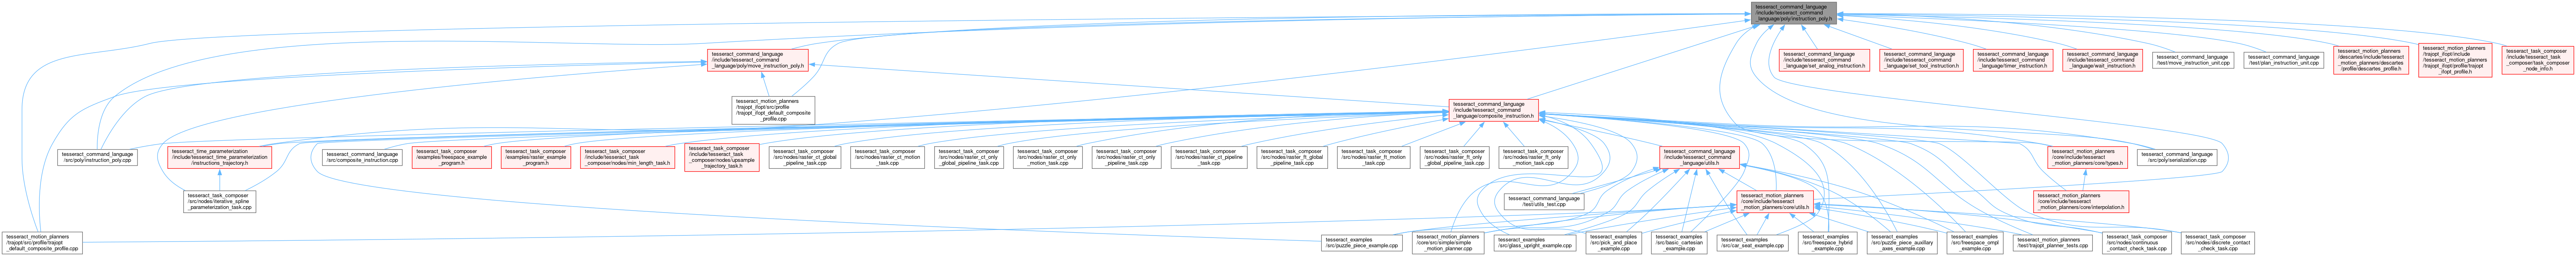 tesseract_command_language
/include/tesseract_command
_language/poly/instruction_poly.h
tesseract_command_language
/include/tesseract_command
_language/poly/move_instruction_poly.h
tesseract_command_language
/include/tesseract_command
_language/set_analog_instruction.h
tesseract_command_language
/include/tesseract_command
_language/set_tool_instruction.h
tesseract_command_language
/include/tesseract_command
_language/timer_instruction.h
tesseract_command_language
/include/tesseract_command
_language/wait_instruction.h
tesseract_command_language
/test/move_instruction_unit.cpp
tesseract_command_language
/test/plan_instruction_unit.cpp
tesseract_motion_planners
/descartes/include/tesseract
_motion_planners/descartes
/profile/descartes_profile.h
tesseract_motion_planners
/trajopt_ifopt/include
/tesseract_motion_planners
/trajopt_ifopt/profile/trajopt
_ifopt_profile.h
tesseract_task_composer
/include/tesseract_task
_composer/task_composer
_node_info.h
tesseract_motion_planners
/trajopt_ifopt/src/profile
/trajopt_ifopt_default_composite
_profile.cpp
tesseract_command_language
/include/tesseract_command
_language/composite_instruction.h
tesseract_command_language
/src/poly/instruction_poly.cpp
tesseract_time_parameterization
/include/tesseract_time_parameterization
/instructions_trajectory.h
tesseract_command_language
/src/composite_instruction.cpp
tesseract_task_composer
/examples/freespace_example
_program.h
tesseract_task_composer
/examples/raster_example
_program.h
tesseract_task_composer
/include/tesseract_task
_composer/nodes/min_length_task.h
tesseract_task_composer
/include/tesseract_task
_composer/nodes/upsample
_trajectory_task.h
tesseract_task_composer
/src/nodes/raster_ct_global
_pipeline_task.cpp
tesseract_task_composer
/src/nodes/raster_ct_motion
_task.cpp
tesseract_task_composer
/src/nodes/raster_ct_only
_global_pipeline_task.cpp
tesseract_task_composer
/src/nodes/raster_ct_only
_motion_task.cpp
tesseract_task_composer
/src/nodes/raster_ct_only
_pipeline_task.cpp
tesseract_task_composer
/src/nodes/raster_ct_pipeline
_task.cpp
tesseract_task_composer
/src/nodes/raster_ft_global
_pipeline_task.cpp
tesseract_task_composer
/src/nodes/raster_ft_motion
_task.cpp
tesseract_task_composer
/src/nodes/raster_ft_only
_global_pipeline_task.cpp
tesseract_task_composer
/src/nodes/raster_ft_only
_motion_task.cpp
tesseract_command_language
/include/tesseract_command
_language/utils.h
tesseract_motion_planners
/core/include/tesseract
_motion_planners/core/types.h
tesseract_command_language
/src/poly/serialization.cpp
tesseract_task_composer
/src/nodes/iterative_spline
_parameterization_task.cpp
tesseract_command_language
/test/utils_test.cpp
tesseract_motion_planners
/core/include/tesseract
_motion_planners/core/utils.h
tesseract_motion_planners
/core/include/tesseract
_motion_planners/core/interpolation.h
tesseract_motion_planners
/trajopt/src/profile/trajopt
_default_composite_profile.cpp
tesseract_examples
/src/puzzle_piece_example.cpp
tesseract_motion_planners
/core/src/simple/simple
_motion_planner.cpp
tesseract_examples
/src/glass_upright_example.cpp
tesseract_examples
/src/pick_and_place
_example.cpp
tesseract_examples
/src/basic_cartesian
_example.cpp
tesseract_examples
/src/car_seat_example.cpp
tesseract_examples
/src/freespace_hybrid
_example.cpp
tesseract_examples
/src/puzzle_piece_auxillary
_axes_example.cpp
tesseract_examples
/src/freespace_ompl
_example.cpp
tesseract_motion_planners
/test/trajopt_planner_tests.cpp
tesseract_task_composer
/src/nodes/continuous
_contact_check_task.cpp
tesseract_task_composer
/src/nodes/discrete_contact
_check_task.cpp